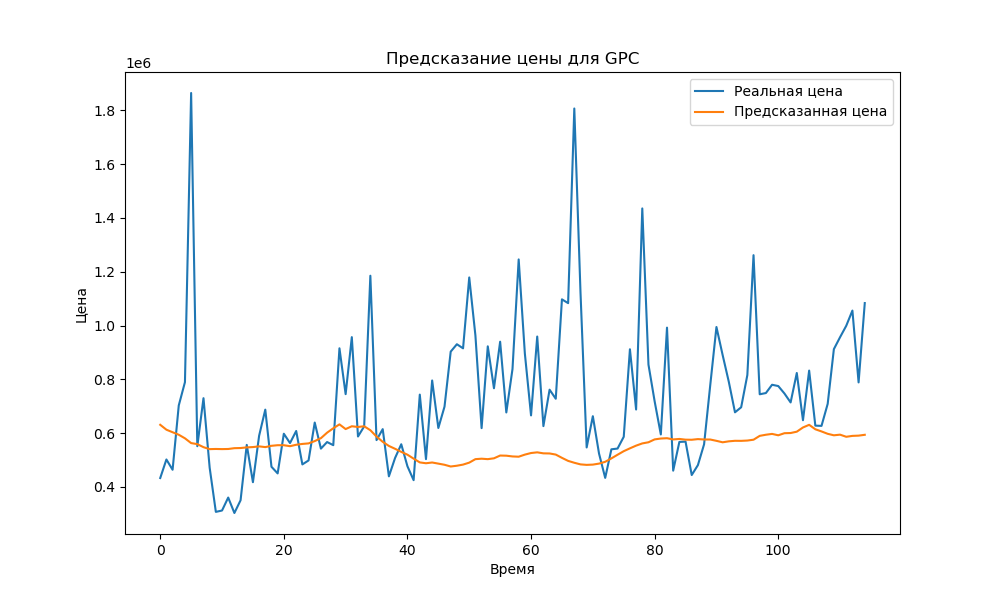 Предсказание цены для GPC
1e6
Реальная цена
Предсказанная цена
1.8
1.6
1.4
1.2
1.0
0.8
0.6
0.4
Цена
0 20 40 60 80 100
Время